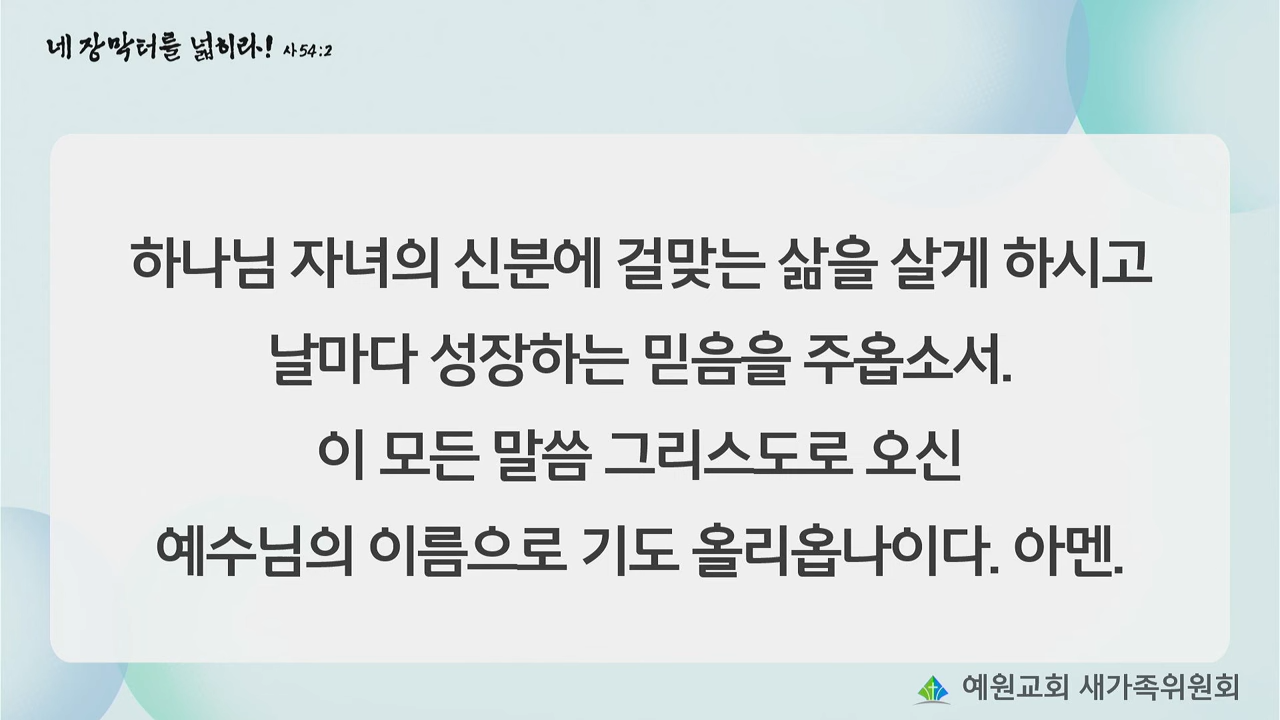 네 장막터를 넓히라! 사54:2
하나님 자녀의 신분에 걸맞는 삶을 살게 하시고
날마다 성장하는 믿음을 주옵소서.
이 모든 말씀 그리스도로 오신
예수님의 이름으로 기도 올리옵나이다. 아멘.
예원교회 새가족위원회